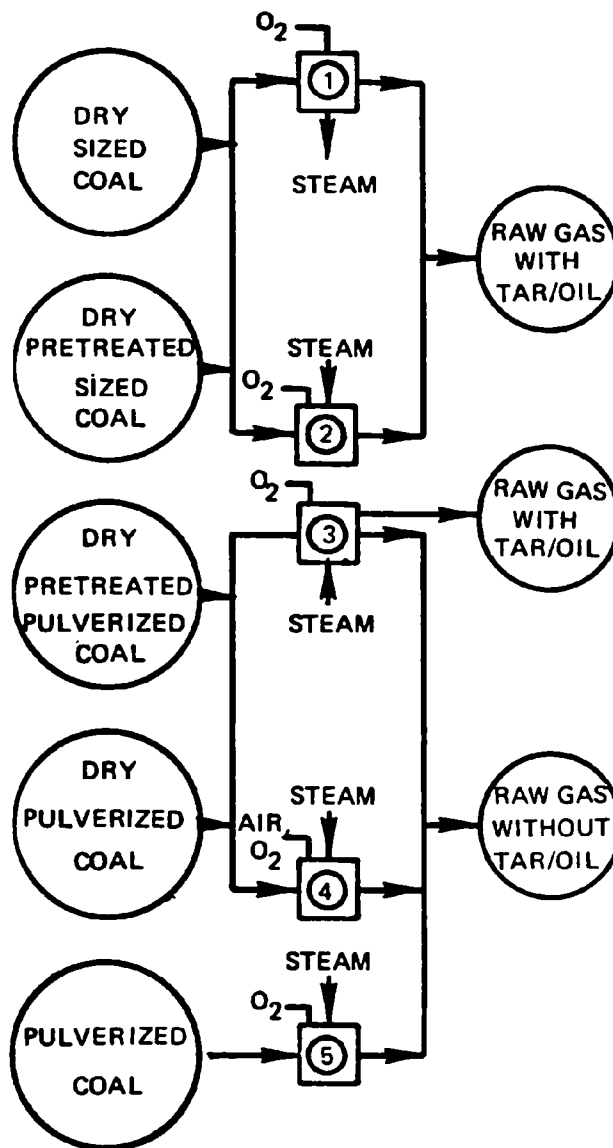 O2
1
DRY
SIZED
COAL
STEAM
RAW GAS
WITH
TAR/OIL
DRY
PRETREATED
SIZED
COAL
STEAM
O2
2
O2
3
RAW GAS
WITH
TAR/OIL
DRY
PRETREATED
PULVERIZED
COAL
STEAM
DRY
PULVERIZED
COAL
STEAM
AIR,
O2
4
RAW GAS
WITHOUT
TAR/OIL
STEAM
O2
5
PULVERIZED
COAL